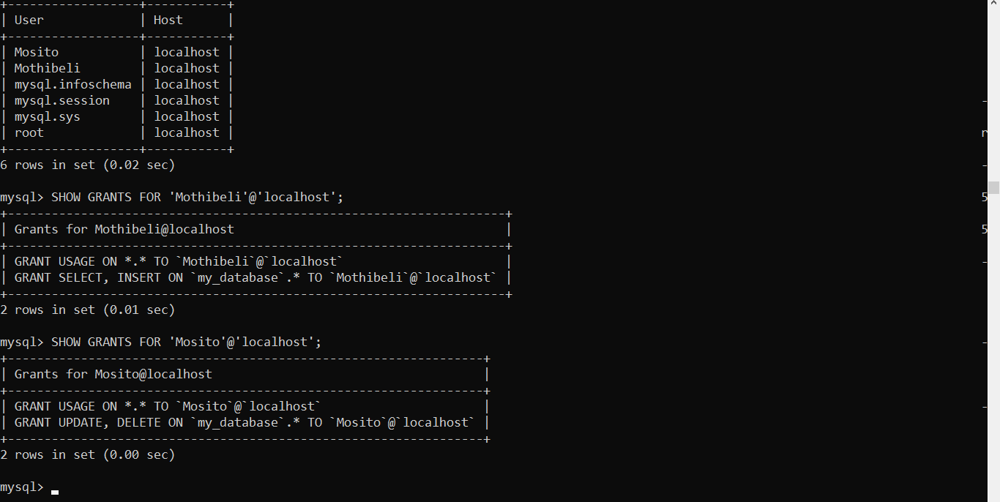 +------------------+-----------+
| User             | Host      |
+------------------+-----------+
| Mosito           | localhost |
| Mothibeli        | localhost |
| mysql.infoschema | localhost |
| mysql.session    | localhost |
| mysql.sys        | localhost |
| root             | localhost |
+------------------+-----------+
6 rows in set (0.02 sec)

mysql> SHOW GRANTS FOR 'Mothibeli'@'localhost';
+--------------------------------------------------------------------+
| Grants for Mothibeli@localhost                                     |
+--------------------------------------------------------------------+
| GRANT USAGE ON *.* TO `Mothibeli`@`localhost`                      |
| GRANT SELECT, INSERT ON `my_database`.* TO `Mothibeli`@`localhost` |
+--------------------------------------------------------------------+
2 rows in set (0.01 sec)

mysql> SHOW GRANTS FOR 'Mosito'@'localhost';
+-----------------------------------------------------------------+
| Grants for Mosito@localhost                                     |
+-----------------------------------------------------------------+
| GRANT USAGE ON *.* TO `Mosito`@`localhost`                      |
| GRANT UPDATE, DELETE ON `my_database`.* TO `Mosito`@`localhost` |
+-----------------------------------------------------------------+
2 rows in set (0.00 sec)

mysql>